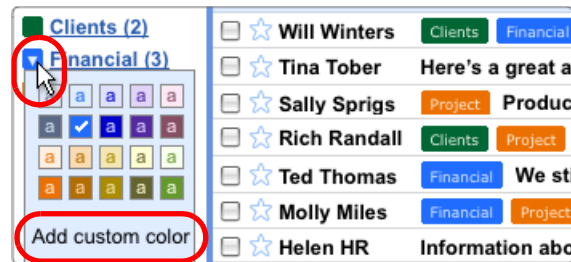 Clients (2)
Financial (3)
a a a a a
a a a a
a a a a a
a a a a a
Add custom color
Will Winters Clients Financial
Tina Tober Here's a great a
Sally Sprigs Project Produc
Rich Randall Clients Project
Ted Thomas Financial We sti
Molly Miles Financial Project
Helen HR Information abo